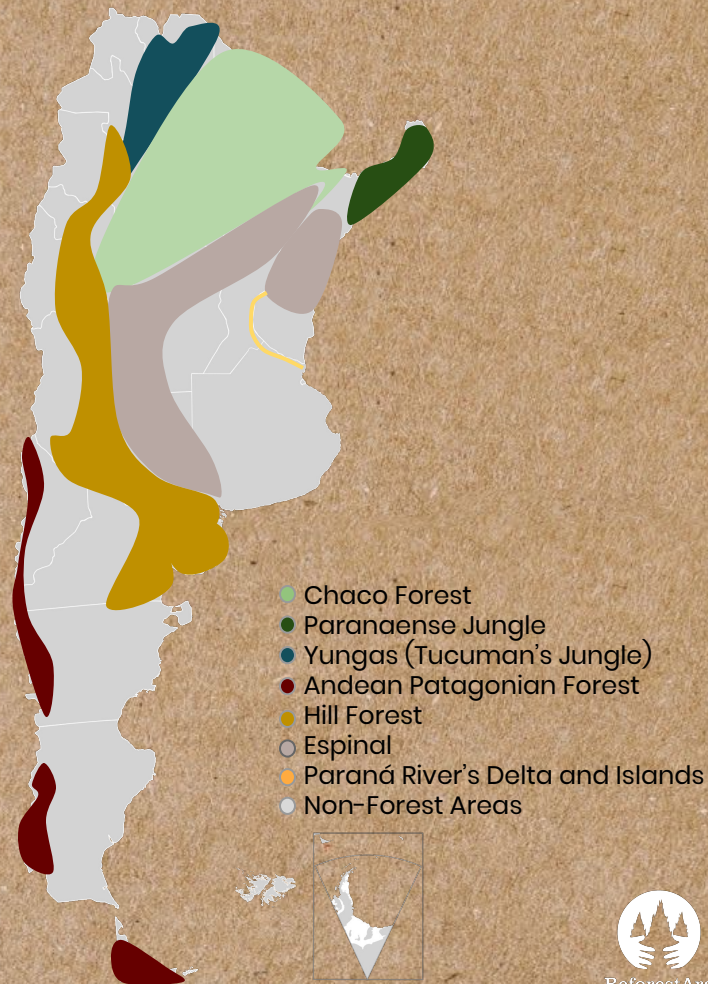 Chaco Forest
Paranaense Jungle
Yungas (Tucuman's Jungle)
Andean Patagonian Forest
Hill Forest
Espinal
Paraná River's Delta and Islands
Non-Forest Areas